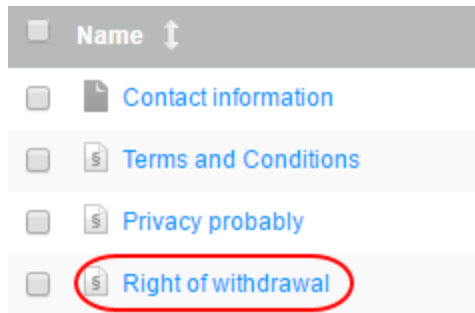 Name
Contact information
§ Terms and Conditions
§ Privacy probably
§ Right of withdrawal